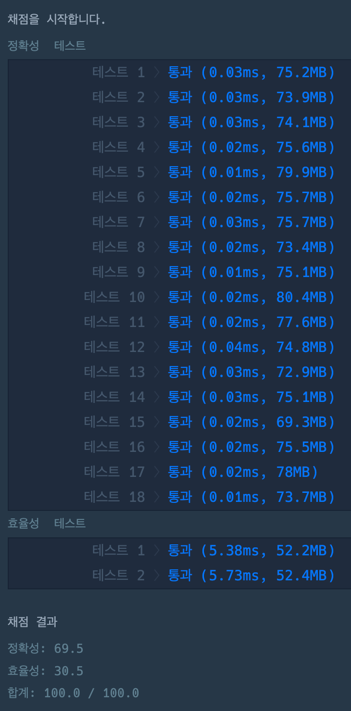 채점을 시작합니다.
정확성 테스트
테스트 1 〉 통과 (0.03ms, 75.2MB)
테스트 2 〉 통과 (0.03ms, 73.9MB)
테스트 3 〉 통과 (0.03ms, 74.1MB)
테스트 4 〉 통과 (0.02ms, 75.6MB)
테스트 5 〉 통과 (0.01ms, 79.9MB)
테스트 6 〉 통과 (0.02ms, 75.7MB)
테스트 7 〉 통과 (0.03ms, 75.7MB)
테스트 8 〉 통과 (0.02ms, 73.4MB)
테스트 9 〉 통과 (0.01ms, 75.1MB)
테스트 10 〉 통과 (0.02ms, 80.4MB)
테스트 11 〉 통과 (0.02ms, 77.6MB)
테스트 12 〉 통과 (0.04ms, 74.8MB)
테스트 13 〉 통과 (0.03ms, 72.9MB)
테스트 14 〉 통과 (0.03ms, 75.1MB)
테스트 15 〉 통과 (0.02ms, 69.3MB)
테스트 16 〉 통과 (0.02ms, 75.5MB)
테스트 17 〉 통과 (0.02ms, 78MB)
테스트 18 〉 통과 (0.01ms, 73.7MB)
효율성 테스트
테스트 1 〉 통과 (5.38ms, 52.2MB)
테스트 2 〉 통과 (5.73ms, 52.4MB)
채점 결과
정확성: 69.5
효율성: 30.5
합계: 100.0 / 100.0